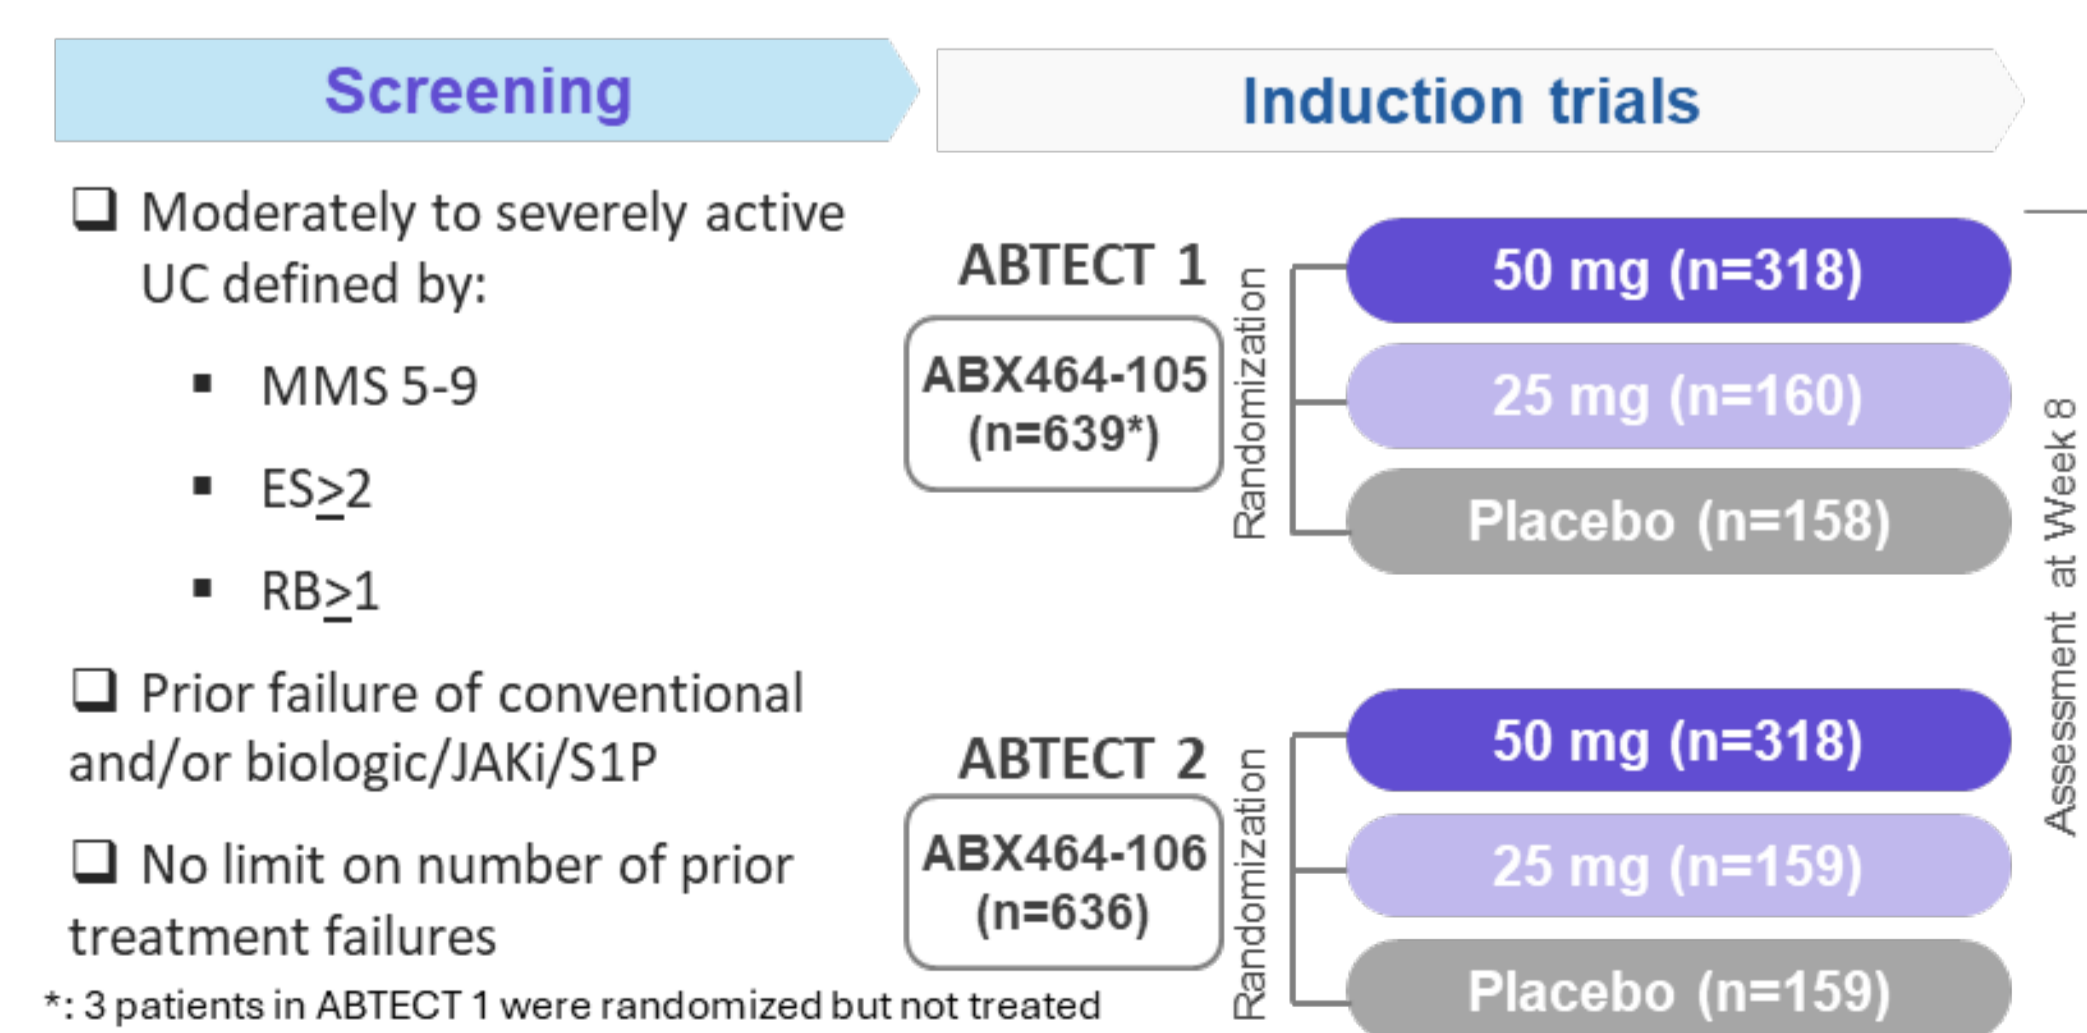 Screening
Induction trials
❑ Moderately to severely active
UC defined by:
▪ MMS 5-9
▪ ES≥2
▪ RB≥1
❑ Prior failure of conventional
and/or biologic/JAKi/S1P
❑ No limit on number of prior
treatment failures
*: 3 patients in ABTECT 1 were randomized but not treated
ABTECT 1
ABX464-105
(n=639*)
Randomization
50 mg (n=318)
25 mg (n=160)
Placebo (n=158)
ABTECT 2
ABX464-106
(n=636)
Randomization
50 mg (n=318)
25 mg (n=159)
Placebo (n=159)
Assessment at Week 8